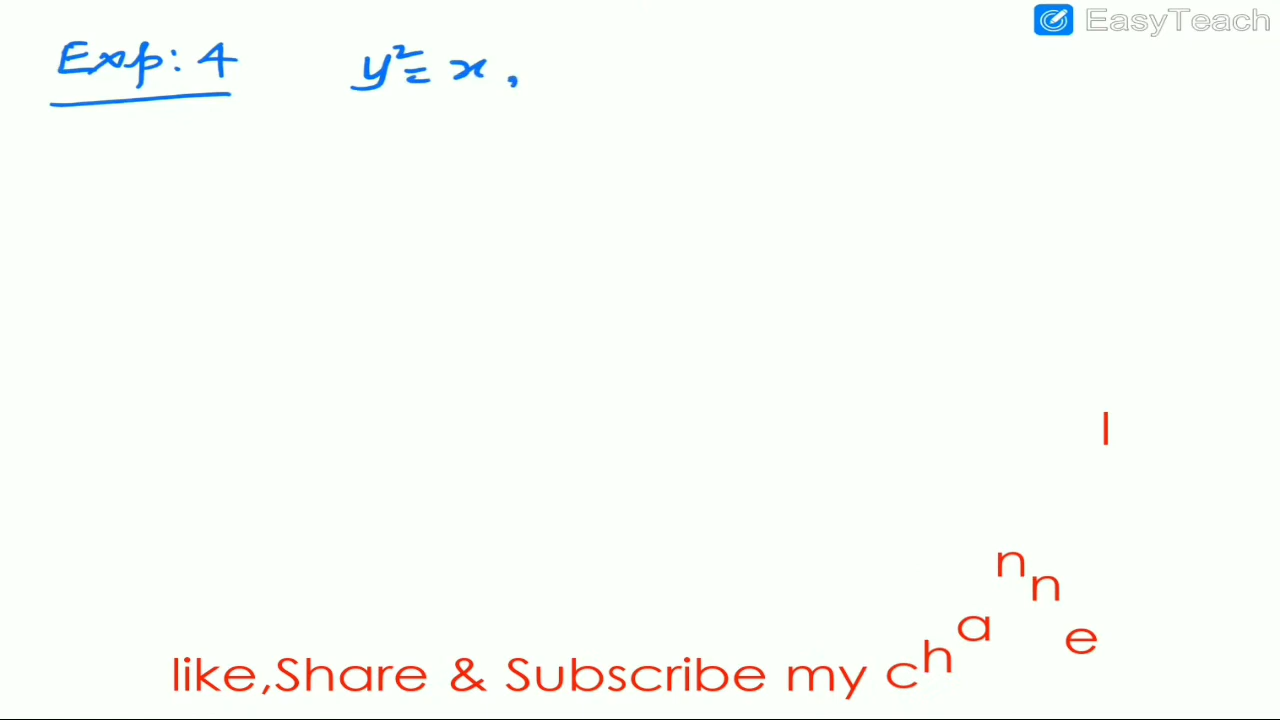 EasyTeach
Exp: 4 y² = x ,
like,Share & Subscribe my channel